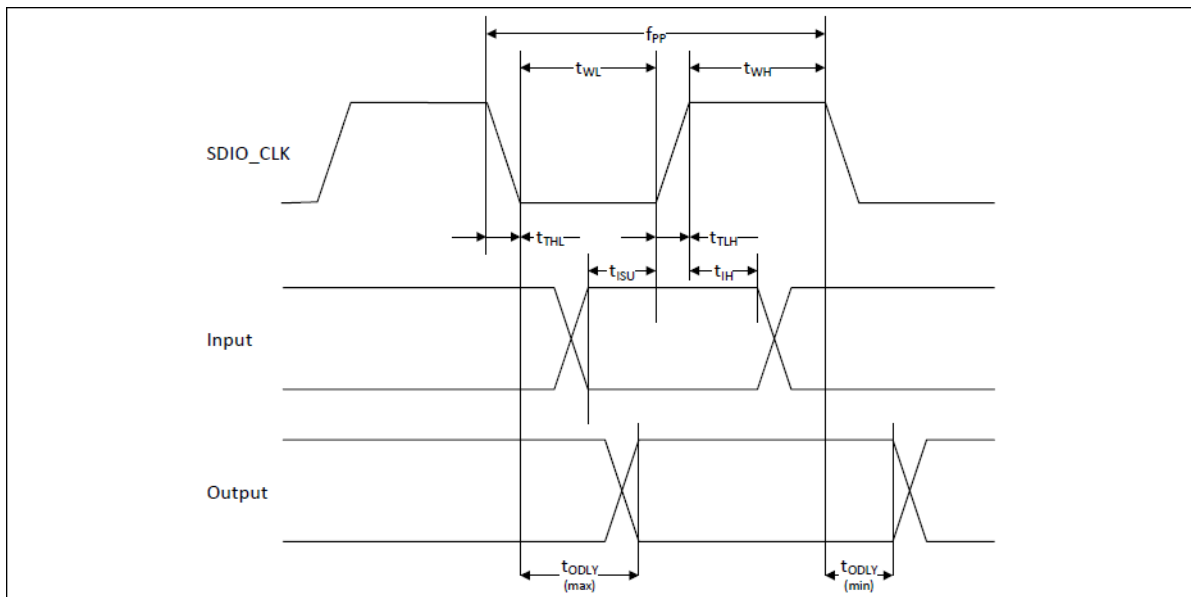 fPP
tWL
tWH
SDIO_CLK
tTHL
tTLH
tISU
tIH
Input
Output
tODLY
(max)
tODLY
(min)